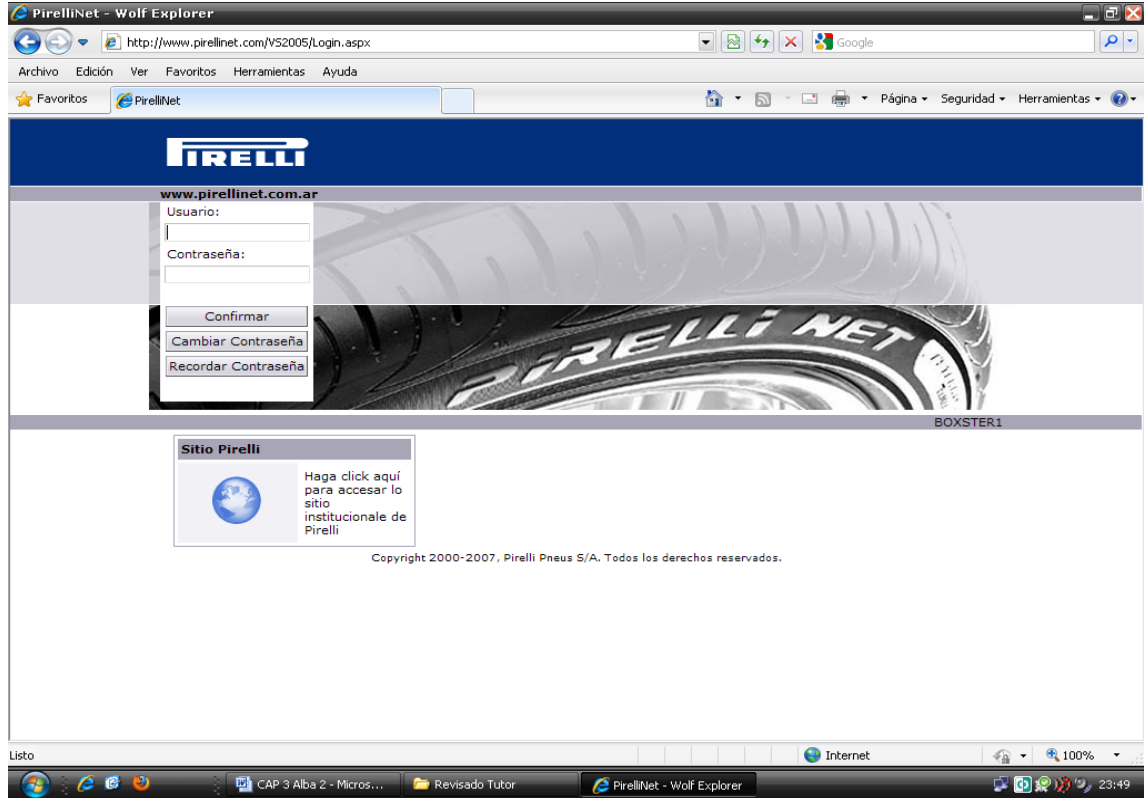 PirelliNet - Wolf Explorer
http://www.pirellinet.com/VS2005/Login.aspx
Google
Archivo Edición Ver Favoritos Herramientas Ayuda
Favoritos PirelliNet Página Seguridad Herramientas
PIRELLI
www.pirellinet.com.ar
Usuario:
Contraseña:
Confirmar
Cambiar Contraseña
Recordar Contraseña
PIRELLI NET
BOXSTER1
Sitio Pirelli
Haga click aquí
para accesar lo
sitio
institucionale de
Pirelli
Copyright 2000-2007, Pirelli Pneus S/A. Todos los derechos reservados.
Listo Internet 100%
CAP 3 Alba 2 - Micros... Revisado Tutor PirelliNet - Wolf Explorer 23:49